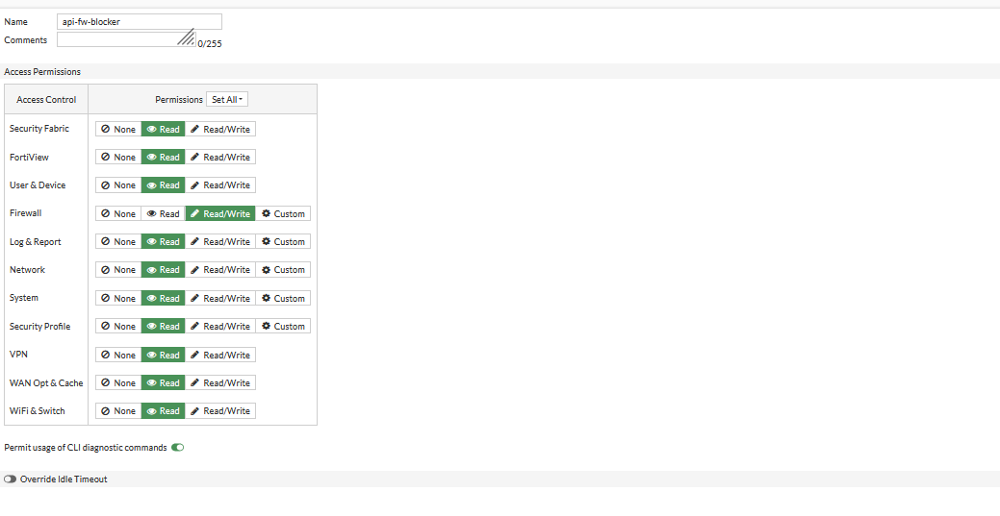 Name api-fw-blocker
Comments 0/255
Access Permissions
Access Control Permissions Set All
Security Fabric None Read Read/Write
FortiView None Read Read/Write
User & Device None Read Read/Write
Firewall None Read Read/Write Custom
Log & Report None Read Read/Write Custom
Network None Read Read/Write Custom
System None Read Read/Write Custom
Security Profile None Read Read/Write Custom
VPN None Read Read/Write
WAN Opt & Cache None Read Read/Write
WiFi & Switch None Read Read/Write
Permit usage of CLI diagnostic commands
Override Idle Timeout